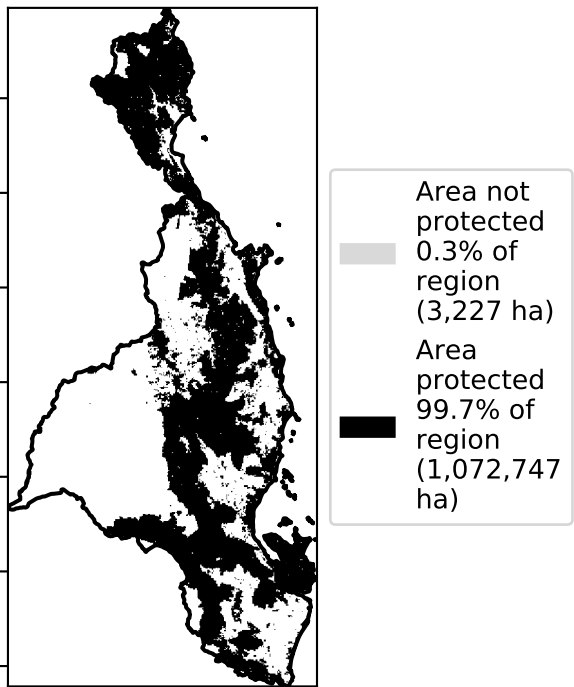 Area not
protected
0.3% of
region
(3,227 ha)
Area
protected
99.7% of
region
(1,072,747
ha)